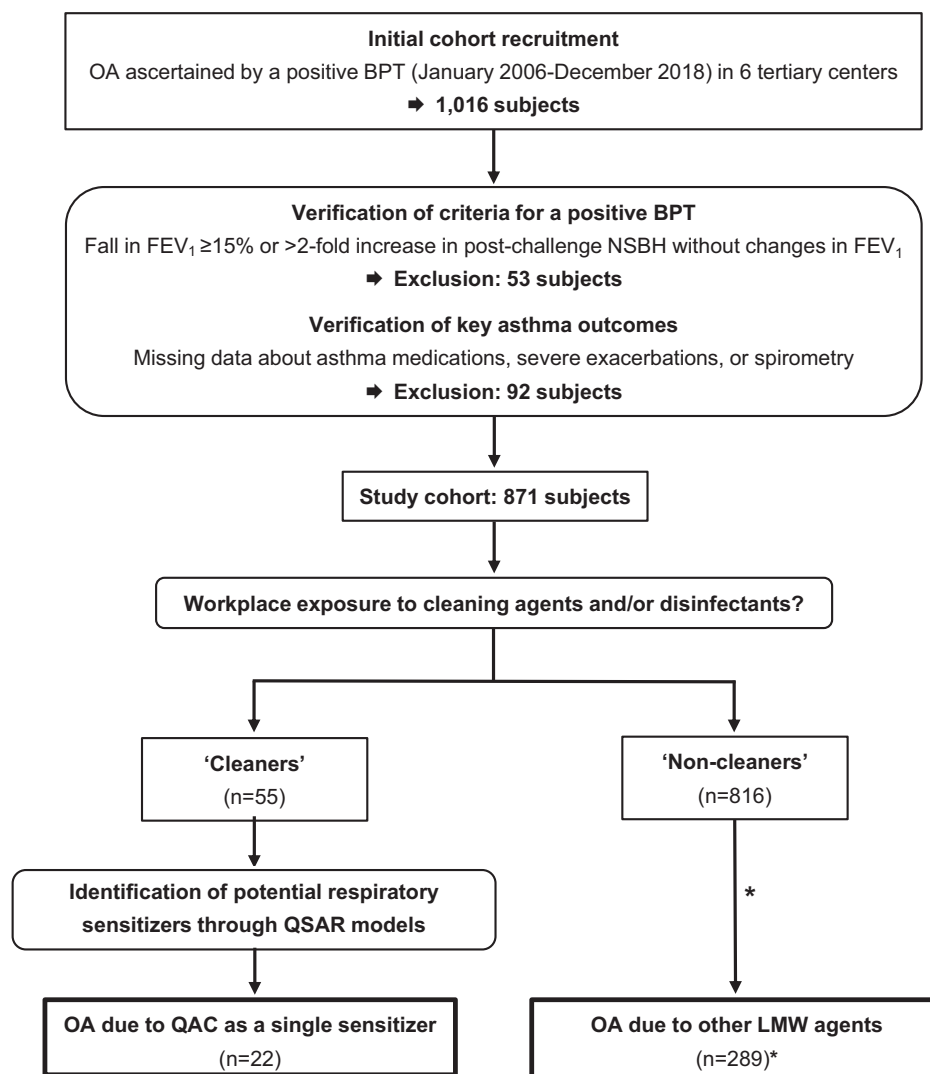 Initial cohort recruitment
OA ascertained by a positive BPT (January 2006-December 2018) in 6 tertiary centers
➡ 1,016 subjects
Verification of criteria for a positive BPT
Fall in FEV₁ ≥15% or >2-fold increase in post-challenge NSBH without changes in FEV₁
➡ Exclusion: 53 subjects
Verification of key asthma outcomes
Missing data about asthma medications, severe exacerbations, or spirometry
➡ Exclusion: 92 subjects
Study cohort: 871 subjects
Workplace exposure to cleaning agents and/or disinfectants?
‘Cleaners’
(n=55)
‘Non-cleaners’
(n=816)
Identification of potential respiratory
sensitizers through QSAR models
*
OA due to QAC as a single sensitizer
(n=22)
OA due to other LMW agents
(n=289)*